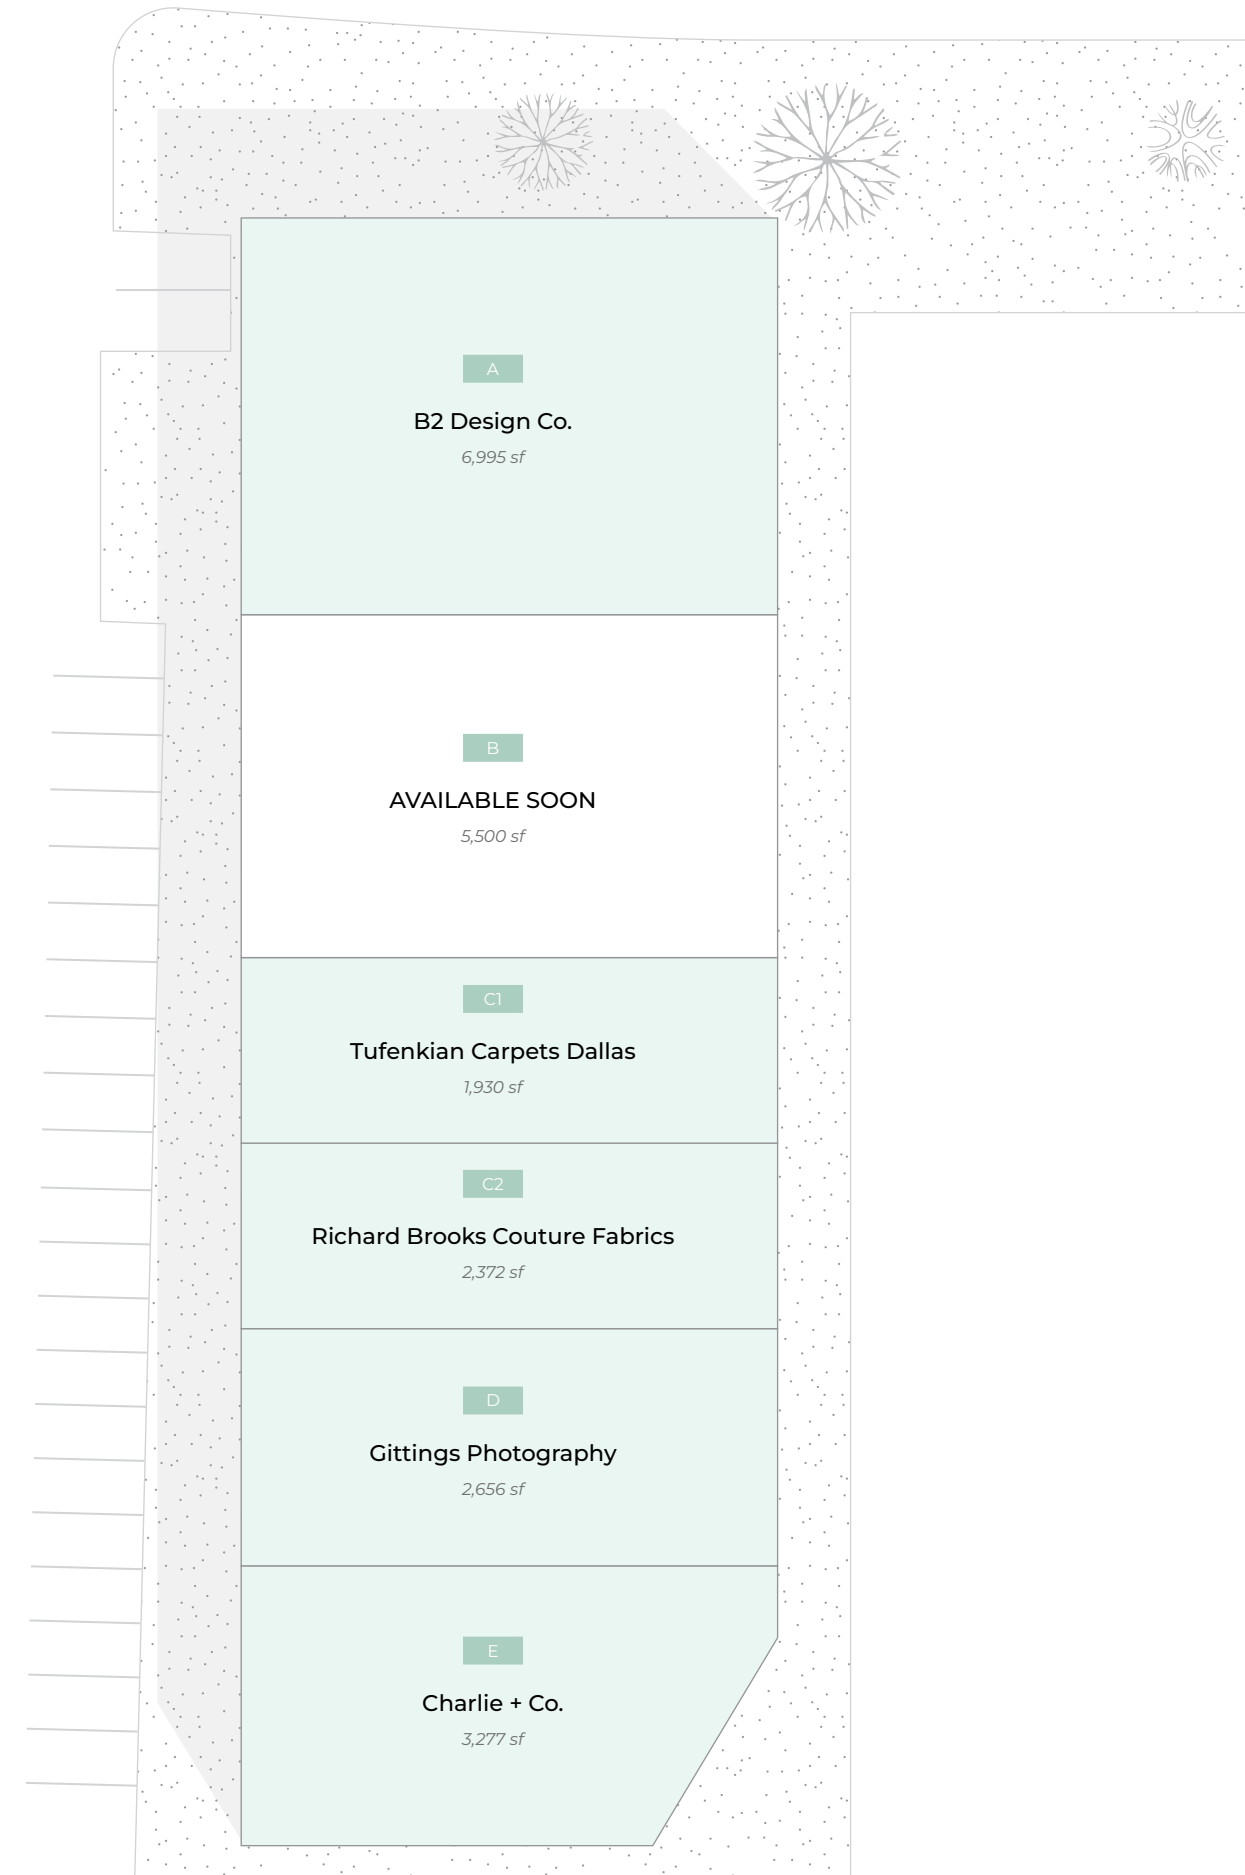 A
B2 Design Co.
6,995 sf
B
AVAILABLE SOON
5,500 sf
C1
Tufenkian Carpets Dallas
1,930 sf
C2
Richard Brooks Couture Fabrics
2,372 sf
D
Gittings Photography
2,656 sf
E
Charlie + Co.
3,277 sf